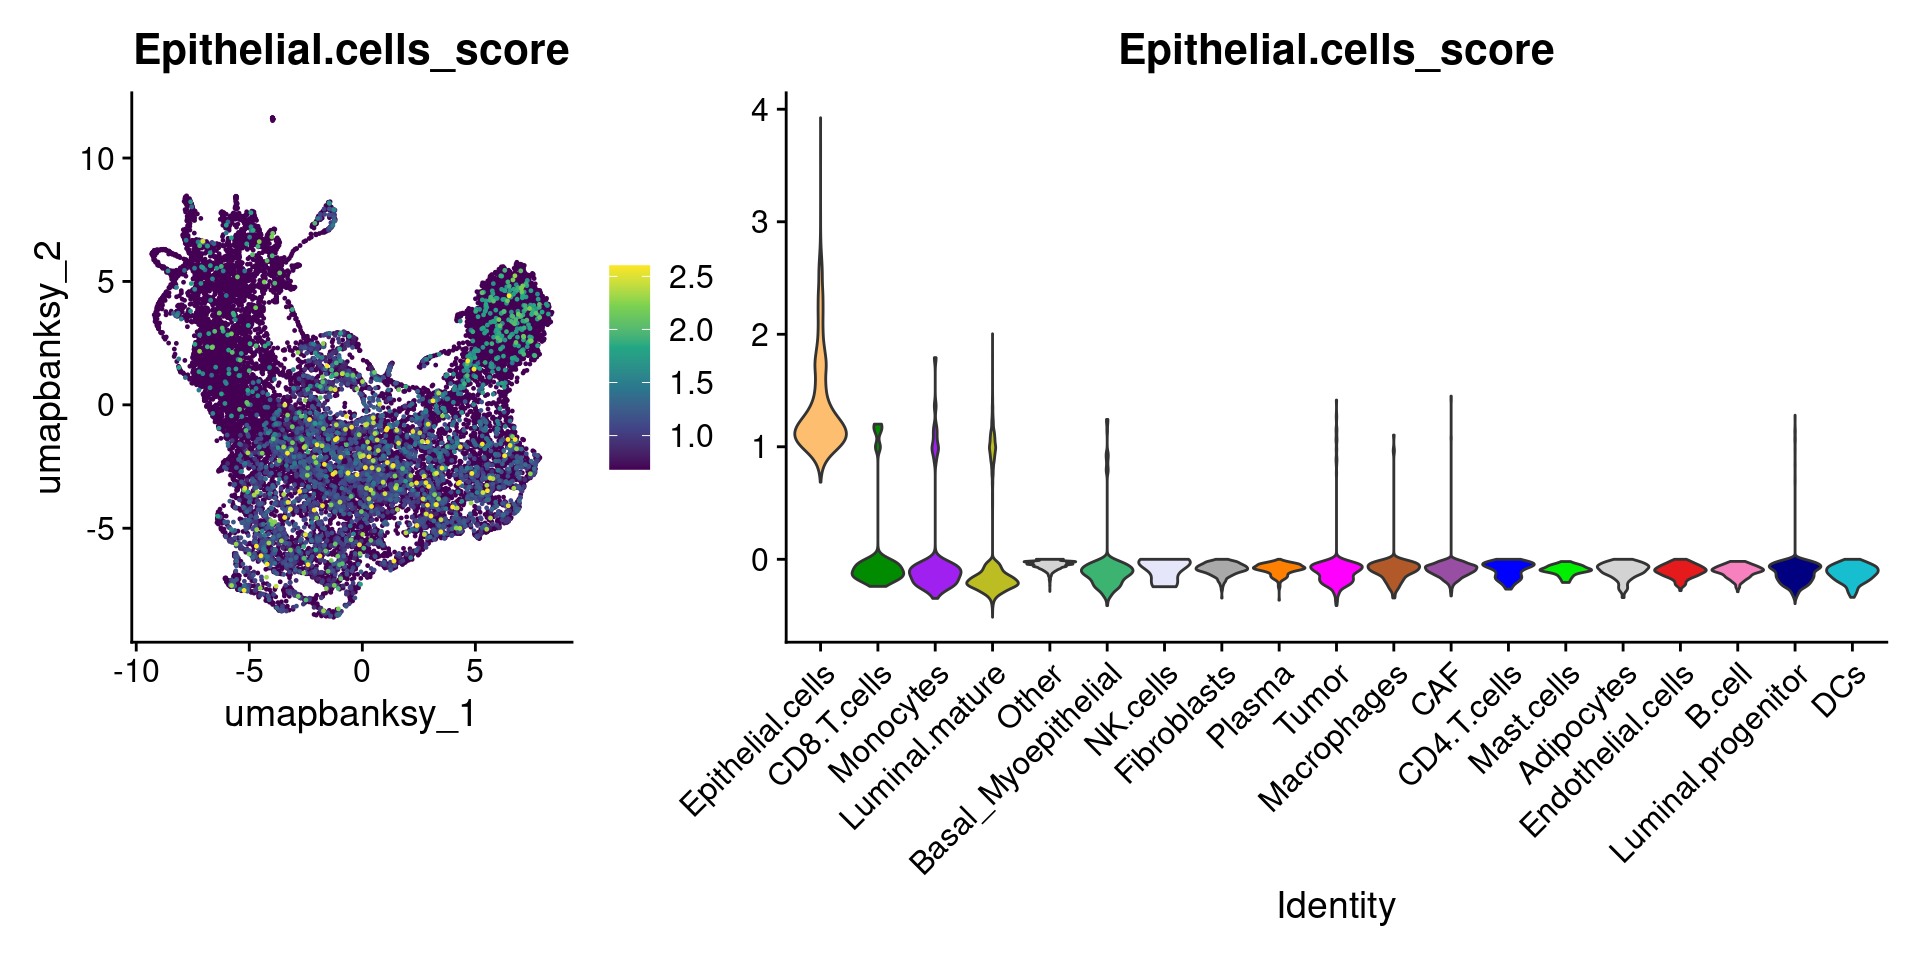 Epithelial.cells_score
Epithelial.cells_score
umapbanksy_2
10
5
0
-5
-10
-5
0
5
umapbanksy_1
2.5
2.0
1.5
1.0
4
3
2
1
0
Epithelial.cells
CD8.T.cells
Monocytes
Luminal.mature
Other
Basal_Myoepithelial
NK.cells
Fibroblasts
Plasma
Tumor
Macrophages
CAF
CD4.T.cells
Mast.cells
Adipocytes
Endothelial.cells
B.cell
Luminal.progenitor
DCs
Identity